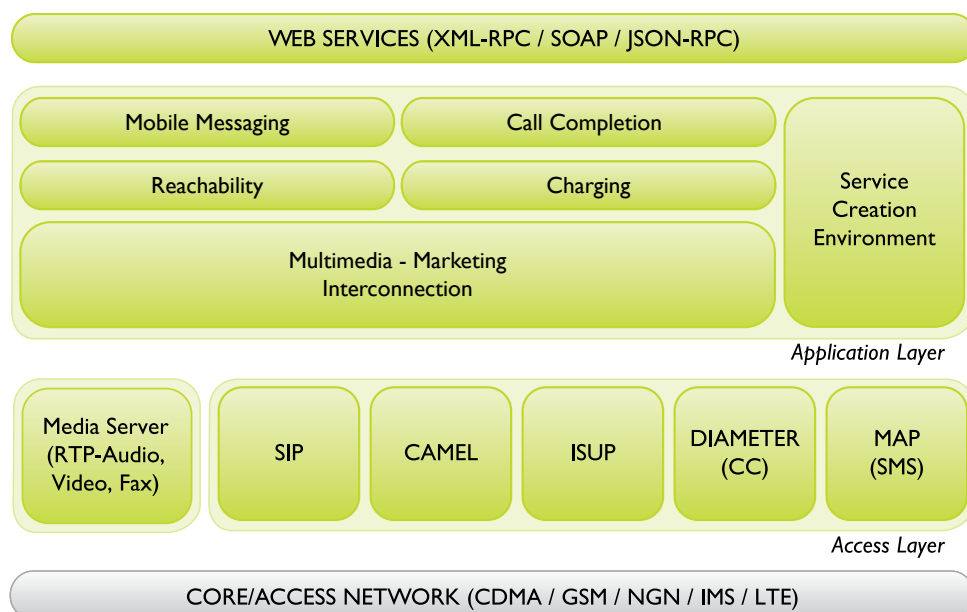 WEB SERVICES (XML-RPC / SOAP / JSON-RPC)
Mobile Messaging
Call Completion
Reachability
Charging
Service
Creation
Environment
Multimedia - Marketing
Interconnection
Application Layer
Media Server
(RTP-Audio,
Video, Fax)
SIP
CAMEL
ISUP
DIAMETER
(CC)
MAP
(SMS)
Access Layer
CORE/ACCESS NETWORK (CDMA / GSM / NGN / IMS / LTE)